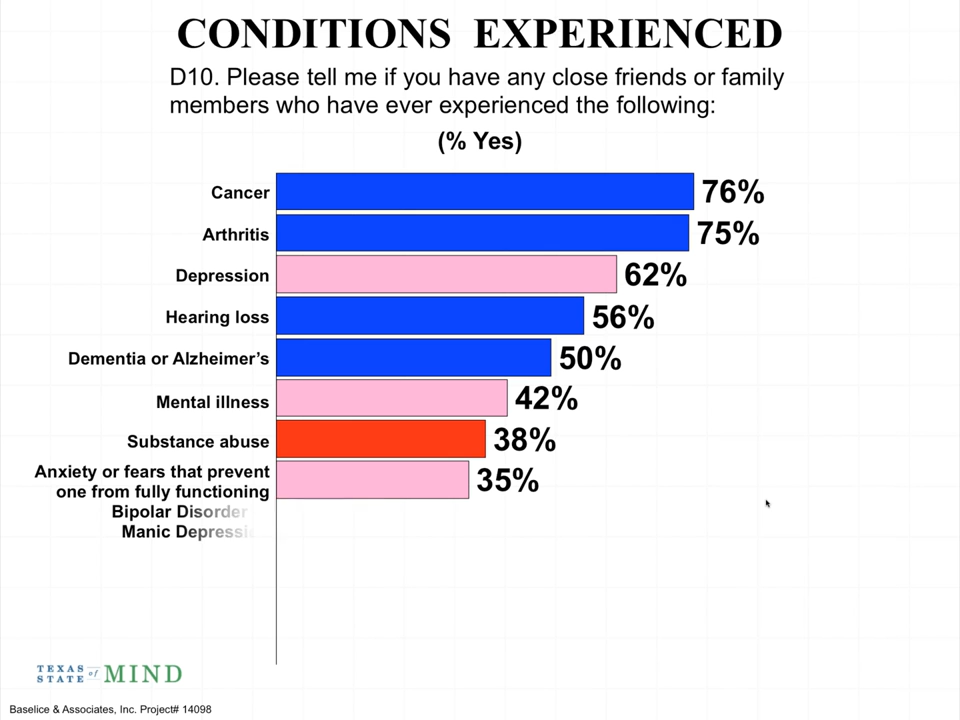 CONDITIONS EXPERIENCED
D10. Please tell me if you have any close friends or family
members who have ever experienced the following:
(% Yes)
Cancer 76%
Arthritis 75%
Depression 62%
Hearing loss 56%
Dementia or Alzheimer's 50%
Mental illness 42%
Substance abuse 38%
Anxiety or fears that prevent
one from fully functioning 35%
Bipolar Disorder
Manic Depressi
TEXAS
STATE of MIND
Baselice & Associates, Inc. Project# 14098